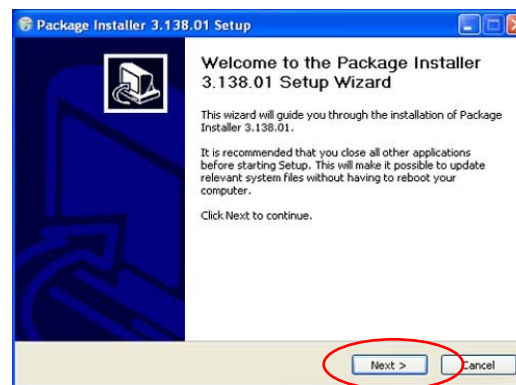 Package Installer 3.138.01 Setup
Welcome to the Package Installer
3.138.01 Setup Wizard
This wizard will guide you through the installation of Package
Installer 3.138.01.
It is recommended that you close all other applications
before starting Setup. This will make it possible to update
relevant system files without having to reboot your
computer.
Click Next to continue.
Next >
Cancel